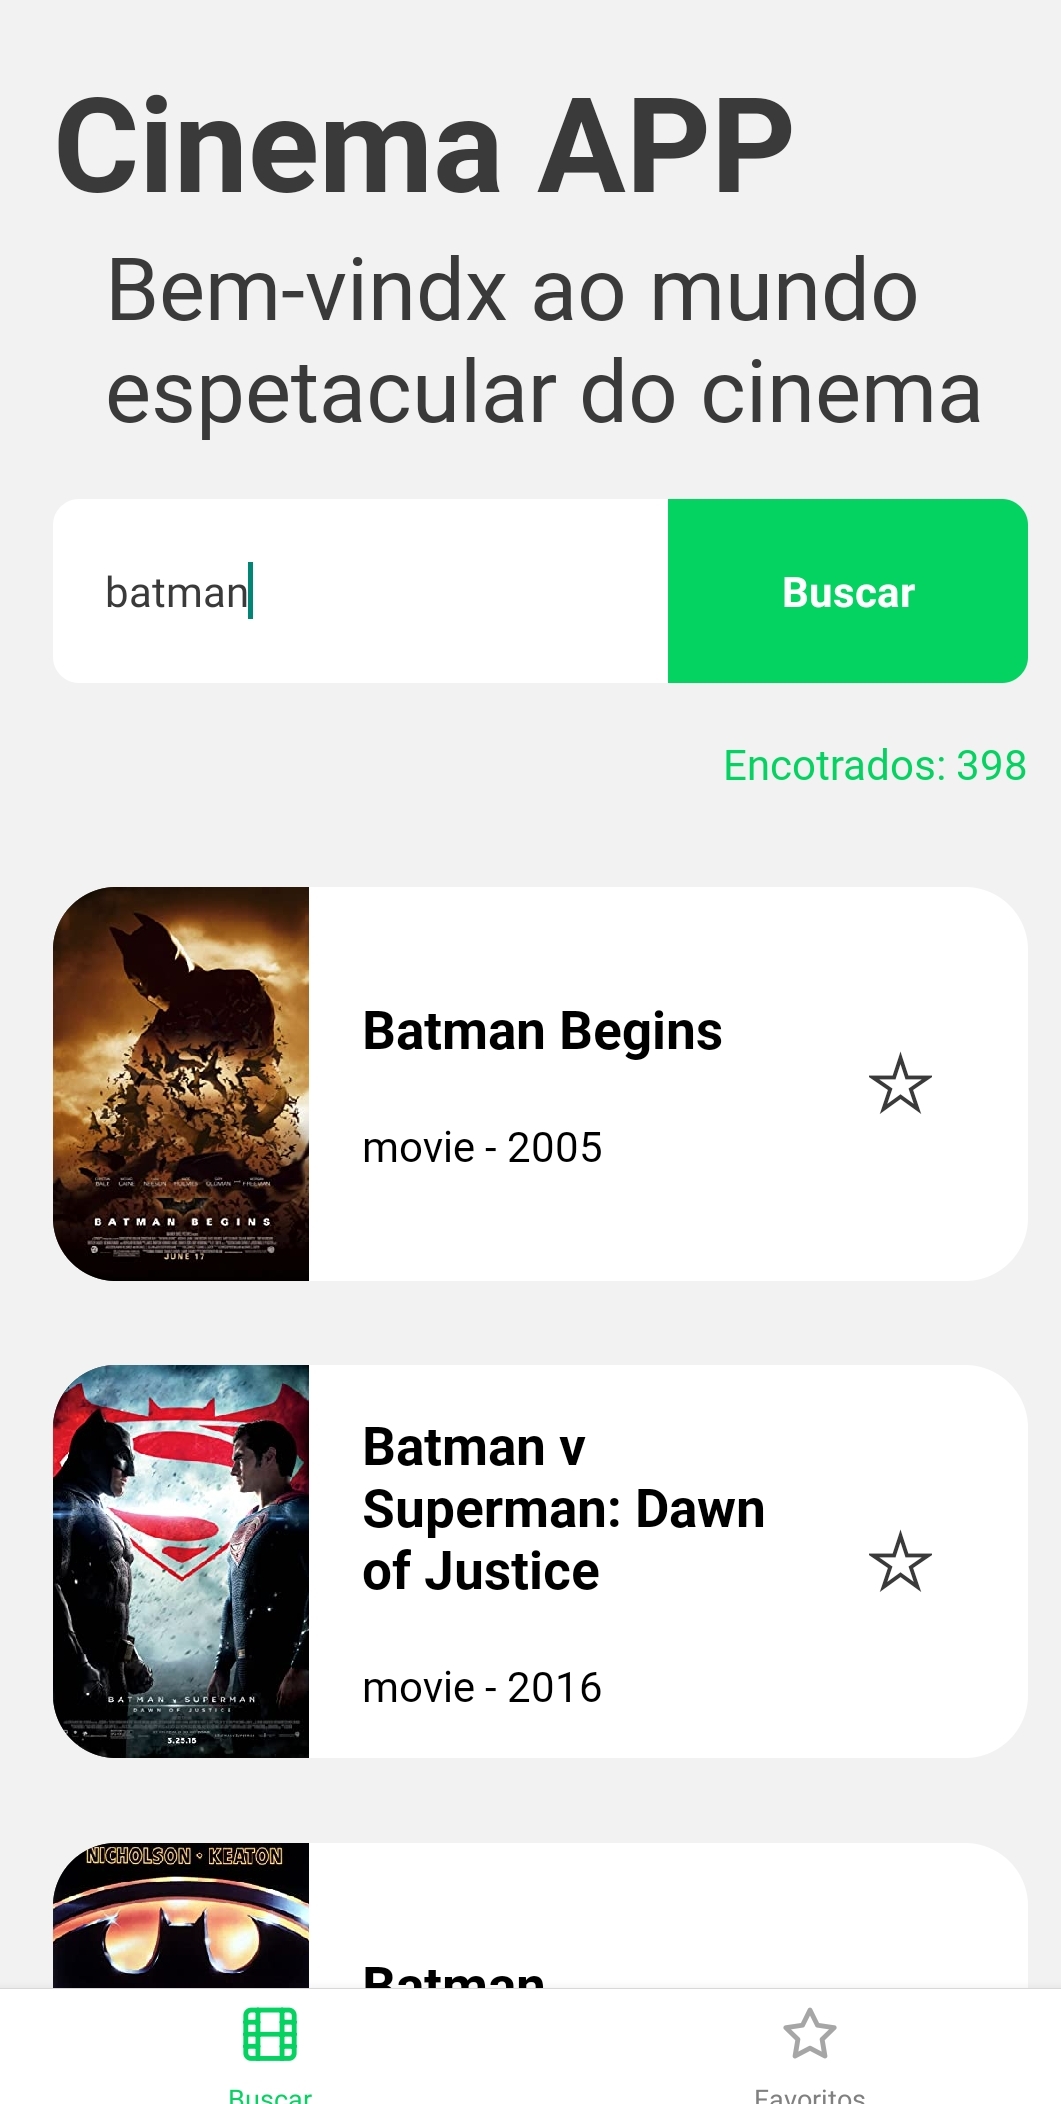 Cinema APP
Bem-vindx ao mundo
espetacular do cinema
batman
Buscar
Encotrados: 398
BATMAN BEGINS
JUNE 17
Batman Begins
movie - 2005
BATMAN v SUPERMAN
DAWN OF JUSTICE
3.25.16
Batman v
Superman: Dawn
of Justice
movie - 2016
NICHOLSON • KEATON
Batman
Buscar
Favoritos